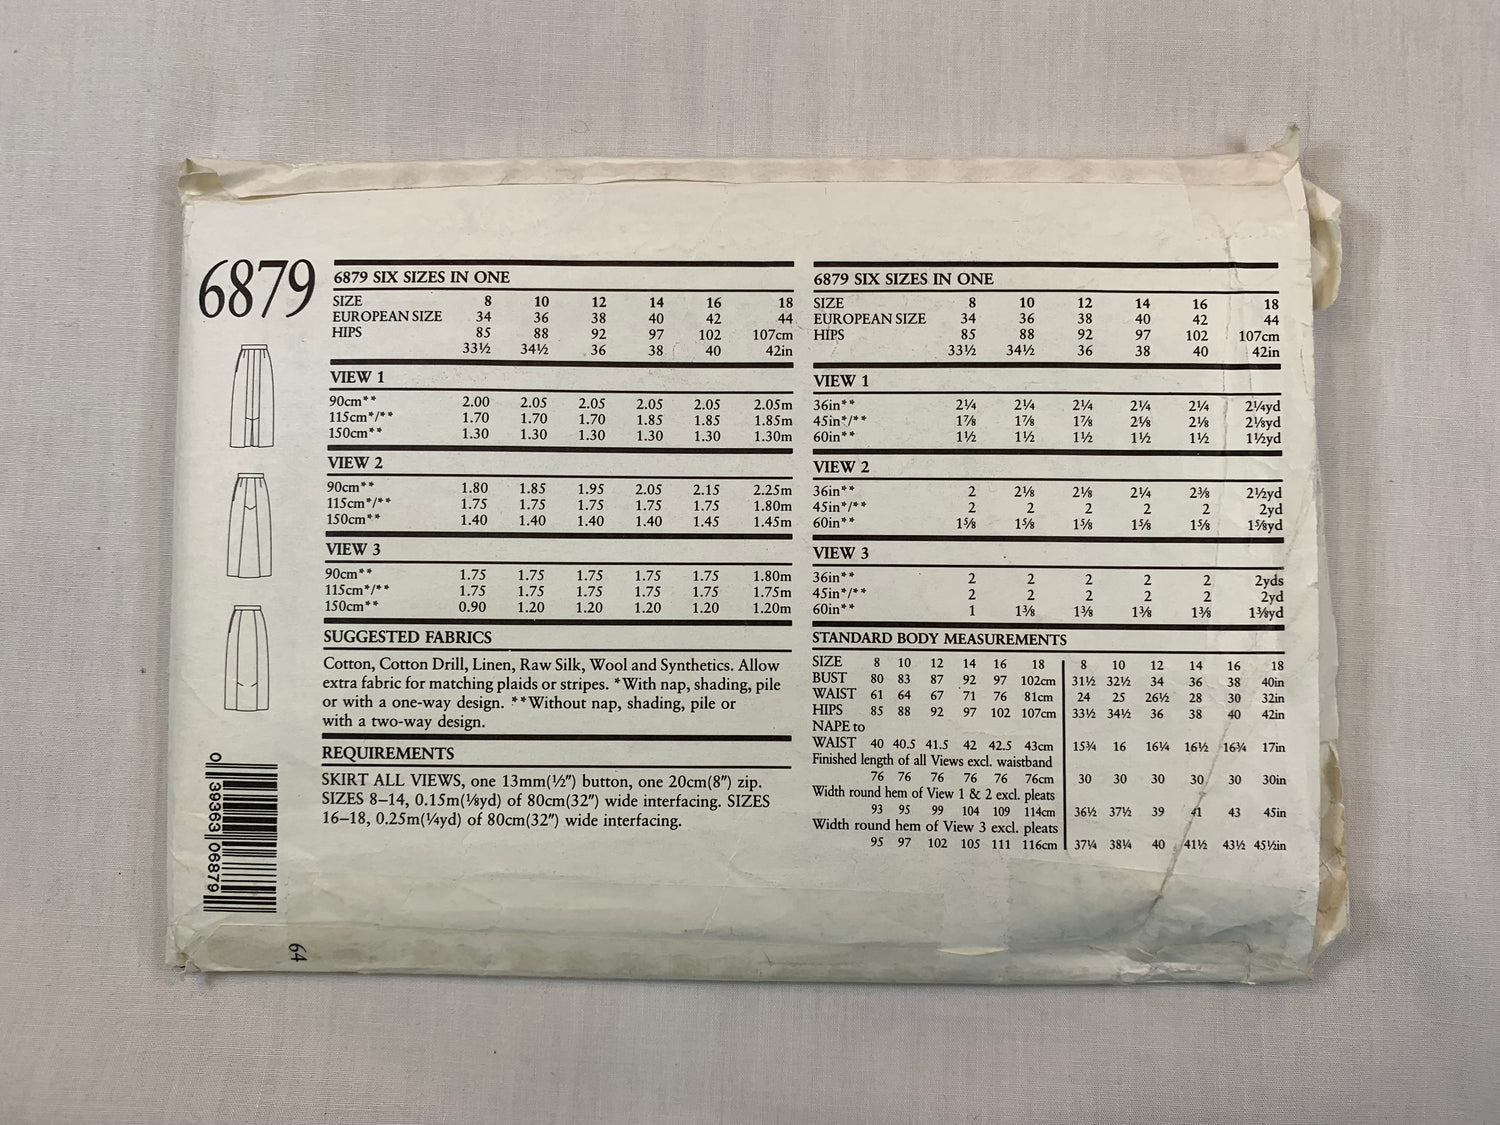 6879
6879 SIX SIZES IN ONE
SIZE 8 10 12 14 16 18
EUROPEAN SIZE 34 36 38 40 42 44
HIPS 85 88 92 97 102 107cm
33½ 34½ 36 38 40 42in
VIEW 1
90cm** 2.00 2.05 2.05 2.05 2.05 2.05m
115cm*/** 1.70 1.70 1.70 1.85 1.85 1.85m
150cm** 1.30 1.30 1.30 1.30 1.30 1.30m
VIEW 2
90cm** 1.80 1.85 1.95 2.05 2.15 2.25m
115cm*/** 1.75 1.75 1.75 1.75 1.75 1.80m
150cm** 1.40 1.40 1.40 1.40 1.45 1.45m
VIEW 3
90cm** 1.75 1.75 1.75 1.75 1.75 1.80m
115cm*/** 1.75 1.75 1.75 1.75 1.75 1.75m
150cm** 0.90 1.20 1.20 1.20 1.20 1.20m
SUGGESTED FABRICS
Cotton, Cotton Drill, Linen, Raw Silk, Wool and Synthetics. Allow
extra fabric for matching plaids or stripes. *With nap, shading, pile
or with a one-way design. **Without nap, shading, pile or
with a two-way design.
REQUIREMENTS
SKIRT ALL VIEWS, one 13mm(½") button, one 20cm(8") zip.
SIZES 8–14, 0.15m(⅛yd) of 80cm(32") wide interfacing. SIZES
16–18, 0.25m(¼yd) of 80cm(32") wide interfacing.
6879 SIX SIZES IN ONE
SIZE 8 10 12 14 16 18
EUROPEAN SIZE 34 36 38 40 42 44
HIPS 85 88 92 97 102 107cm
33½ 34½ 36 38 40 42in
VIEW 1
36in** 2¼ 2¼ 2¼ 2¼ 2¼ 2¼yd
45in*/** 1⅞ 1⅞ 1⅞ 2⅛ 2⅛ 2⅛yd
60in** 1½ 1½ 1½ 1½ 1½ 1½yd
VIEW 2
36in** 2 2⅛ 2⅛ 2¼ 2⅜ 2½yd
45in*/** 2 2 2 2 2 2yd
60in** 1⅝ 1⅝ 1⅝ 1⅝ 1⅝ 1⅝yd
VIEW 3
36in** 2 2 2 2 2 2yds
45in*/** 2 2 2 2 2 2yd
60in** 1 1⅜ 1⅜ 1⅜ 1⅜ 1⅜yd
STANDARD BODY MEASUREMENTS
SIZE 8 10 12 14 16 18 8 10 12 14 16 18
BUST 80 83 87 92 97 102cm 31½ 32½ 34 36 38 40in
WAIST 61 64 67 71 76 81cm 24 25 26½ 28 30 32in
HIPS 85 88 92 97 102 107cm 33½ 34½ 36 38 40 42in
NAPE to
WAIST 40 40.5 41.5 42 42.5 43cm 15¾ 16 16¼ 16½ 16¾ 17in
Finished length of all Views excl. waistband
76 76 76 76 76 76cm 30 30 30 30 30 30in
Width round hem of View 1 & 2 excl. pleats
93 95 99 104 109 114cm 36½ 37½ 39 41 43 45in
Width round hem of View 3 excl. pleats
95 97 102 105 111 116cm 37¼ 38¼ 40 41½ 43½ 45½in
0 39363 06879
64